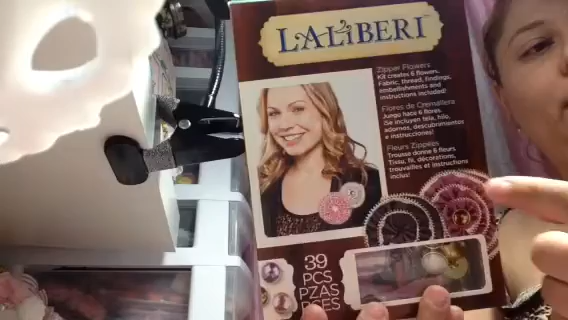 LALIBERI
Zipper Flowers
Kit creates 6 flowers.
Fabric, thread, findings,
embellishments and
instructions included!
Flores de Cremallera
Juego hace 6 flores.
¡Se incluyen tela, hilo,
adornos, descubrimientos
e instrucciones!
Fleurs Zippées
Trousse donne 6 fleurs
Tissu, fil, décorations,
trouvailles et instructions
inclus!
39
PCS
PZAS
PCES